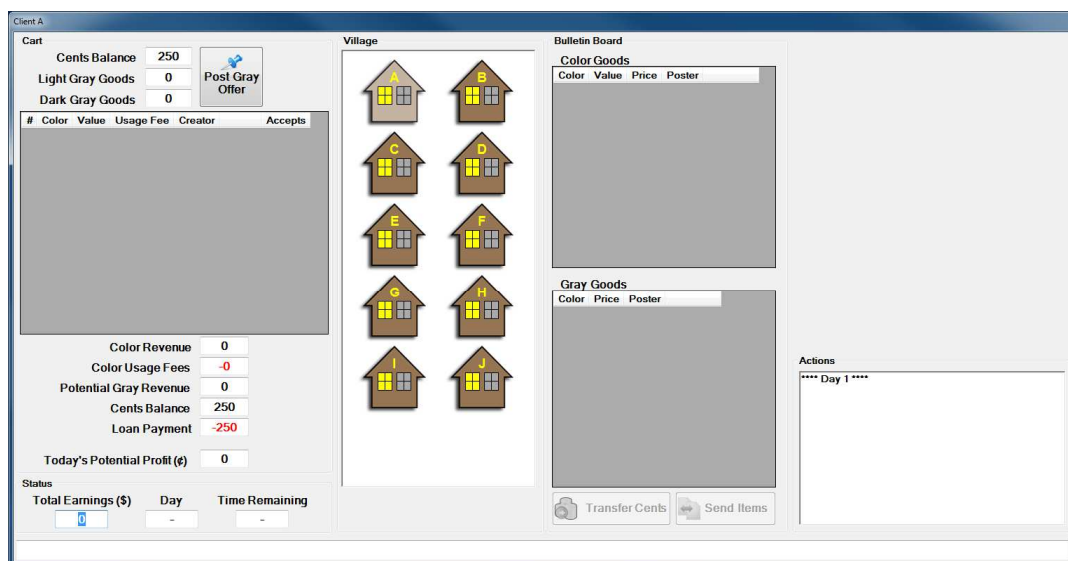 Client A
Cart
Cents Balance 250
Light Gray Goods 0
Dark Gray Goods 0
Post Gray
Offer
# Color Value Usage Fee Creator Accepts
Color Revenue 0
Color Usage Fees -0
Potential Gray Revenue 0
Cents Balance 250
Loan Payment -250
Today's Potential Profit (¢) 0
Status
Total Earnings ($) Day Time Remaining
0 - -
Village
A B
C D
E F
G H
I J
Bulletin Board
Color Goods
Color Value Price Poster
Gray Goods
Color Price Poster
Transfer Cents Send Items
Actions
**** Day 1 ****